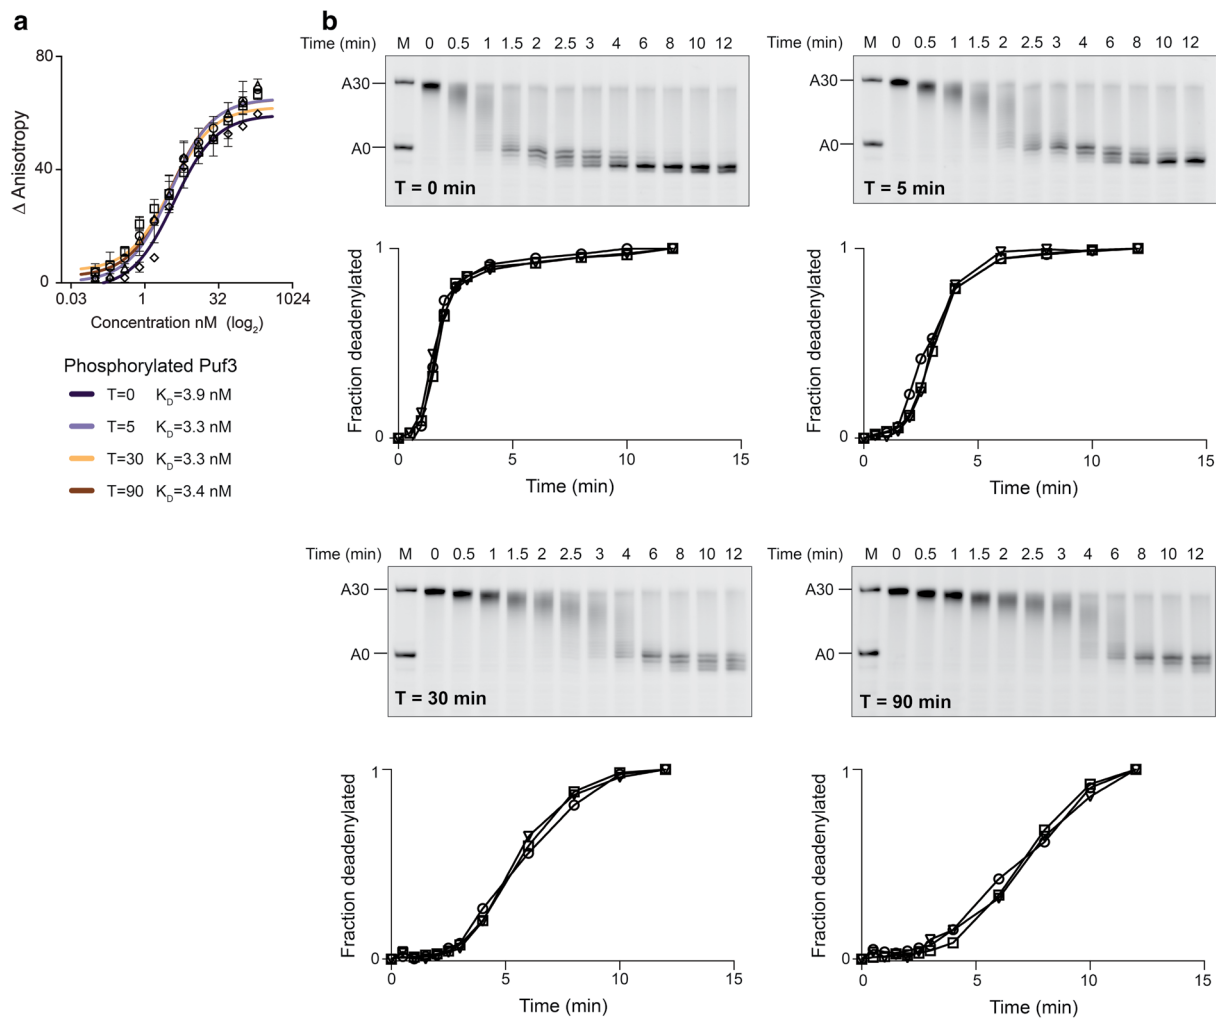 a
80
40
0
Δ Anisotropy
0.03 1 32 1024
Concentration nM (log2)
Phosphorylated Puf3
T=0 KD=3.9 nM
T=5 KD=3.3 nM
T=30 KD=3.3 nM
T=90 KD=3.4 nM
b
Time (min) M 0 0.5 1 1.5 2 2.5 3 4 6 8 10 12
A30
A0
T = 0 min
Fraction deadenylated
1
0
0 5 10 15
Time (min)
Time (min) M 0 0.5 1 1.5 2 2.5 3 4 6 8 10 12
A30
A0
T = 5 min
Fraction deadenylated
1
0
0 5 10 15
Time (min)
Time (min) M 0 0.5 1 1.5 2 2.5 3 4 6 8 10 12
A30
A0
T = 30 min
Fraction deadenylated
1
0
0 5 10 15
Time (min)
Time (min) M 0 0.5 1 1.5 2 2.5 3 4 6 8 10 12
A30
A0
T = 90 min
Fraction deadenylated
1
0
0 5 10 15
Time (min)